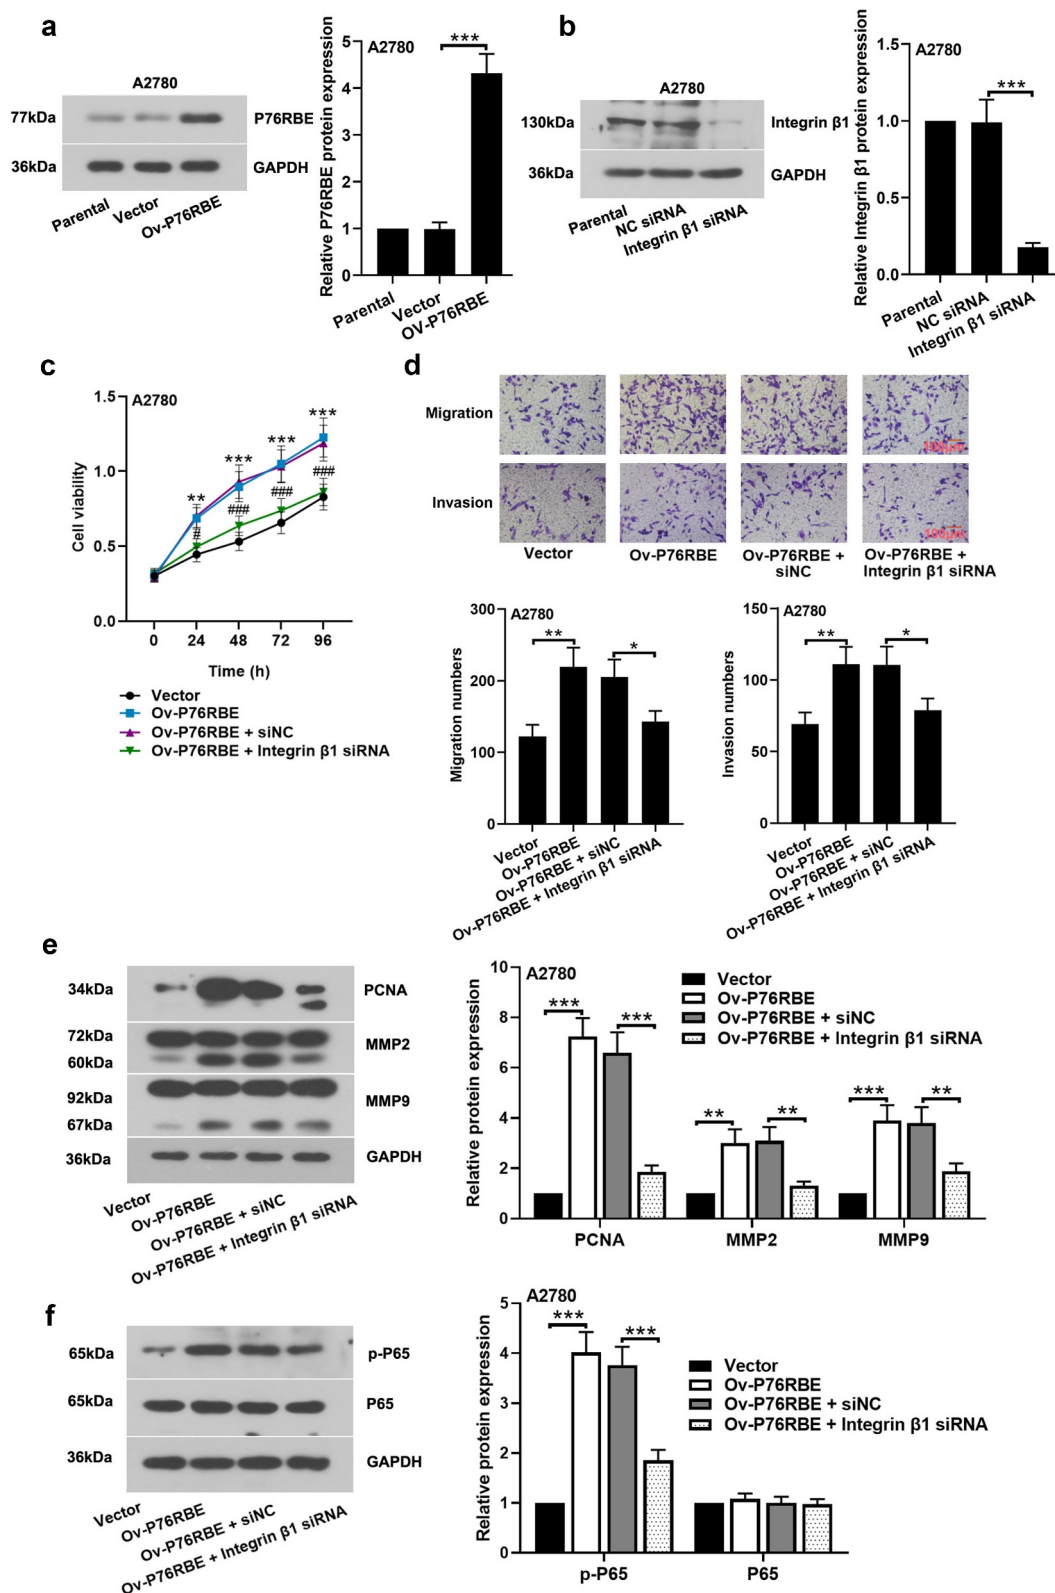 a
A2780
77kDa
P76RBE
36kDa
GAPDH
Parental
Vector
Ov-P76RBE
Relative P76RBE protein expression
5
4
3
2
1
0
A2780
***
Parental
Vector
OV-P76RBE
b
A2780
130kDa
Integrin β1
36kDa
GAPDH
Parental
NC siRNA
Integrin β1 siRNA
Relative Integrin β1 protein expression
1.5
1.0
0.5
0.0
A2780
***
Parental
NC siRNA
Integrin β1 siRNA
c
Cell viability
1.5
1.0
0.5
0.0
A2780
**
***
***
***
#
###
###
###
0
24
48
72
96
Time (h)
Vector
Ov-P76RBE
Ov-P76RBE + siNC
Ov-P76RBE + Integrin β1 siRNA
d
Migration
100μm
Invasion
100μm
Vector
Ov-P76RBE
Ov-P76RBE +
siNC
Ov-P76RBE +
Integrin β1 siRNA
Migration numbers
300
200
100
0
A2780
**
*
Vector
Ov-P76RBE
Ov-P76RBE + siNC
Ov-P76RBE + Integrin β1 siRNA
Invasion numbers
150
100
50
0
A2780
**
*
Vector
Ov-P76RBE
Ov-P76RBE + siNC
Ov-P76RBE + Integrin β1 siRNA
e
34kDa
PCNA
72kDa
MMP2
60kDa
92kDa
MMP9
67kDa
36kDa
GAPDH
Vector
Ov-P76RBE
Ov-P76RBE + siNC
Ov-P76RBE + Integrin β1 siRNA
Relative protein expression
10
8
6
4
2
0
A2780
Vector
Ov-P76RBE
Ov-P76RBE + siNC
Ov-P76RBE + Integrin β1 siRNA
***
***
**
**
***
**
PCNA
MMP2
MMP9
f
65kDa
p-P65
65kDa
P65
36kDa
GAPDH
Vector
Ov-P76RBE
Ov-P76RBE + siNC
Ov-P76RBE + Integrin β1 siRNA
Relative protein expression
5
4
3
2
1
0
A2780
***
***
Vector
Ov-P76RBE
Ov-P76RBE + siNC
Ov-P76RBE + Integrin β1 siRNA
p-P65
P65